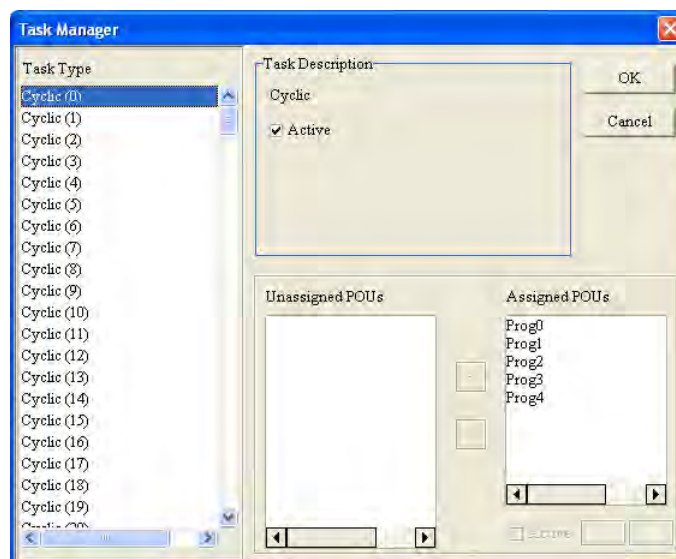 Task Manager
Task Type
Cyclic (0)
Cyclic (1)
Cyclic (2)
Cyclic (3)
Cyclic (4)
Cyclic (5)
Cyclic (6)
Cyclic (7)
Cyclic (8)
Cyclic (9)
Cyclic (10)
Cyclic (11)
Cyclic (12)
Cyclic (13)
Cyclic (14)
Cyclic (15)
Cyclic (16)
Cyclic (17)
Cyclic (18)
Cyclic (19)
Task Description
Cyclic
Active
OK
Cancel
Unassigned POUs
Assigned POUs
Prog0
Prog1
Prog2
Prog3
Prog4